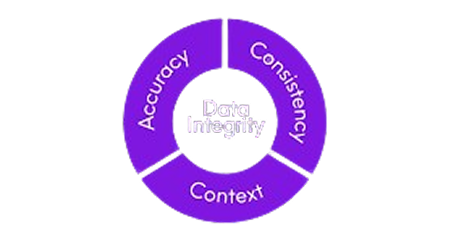 Accuracy
Consistency
Data
Integrity
Context